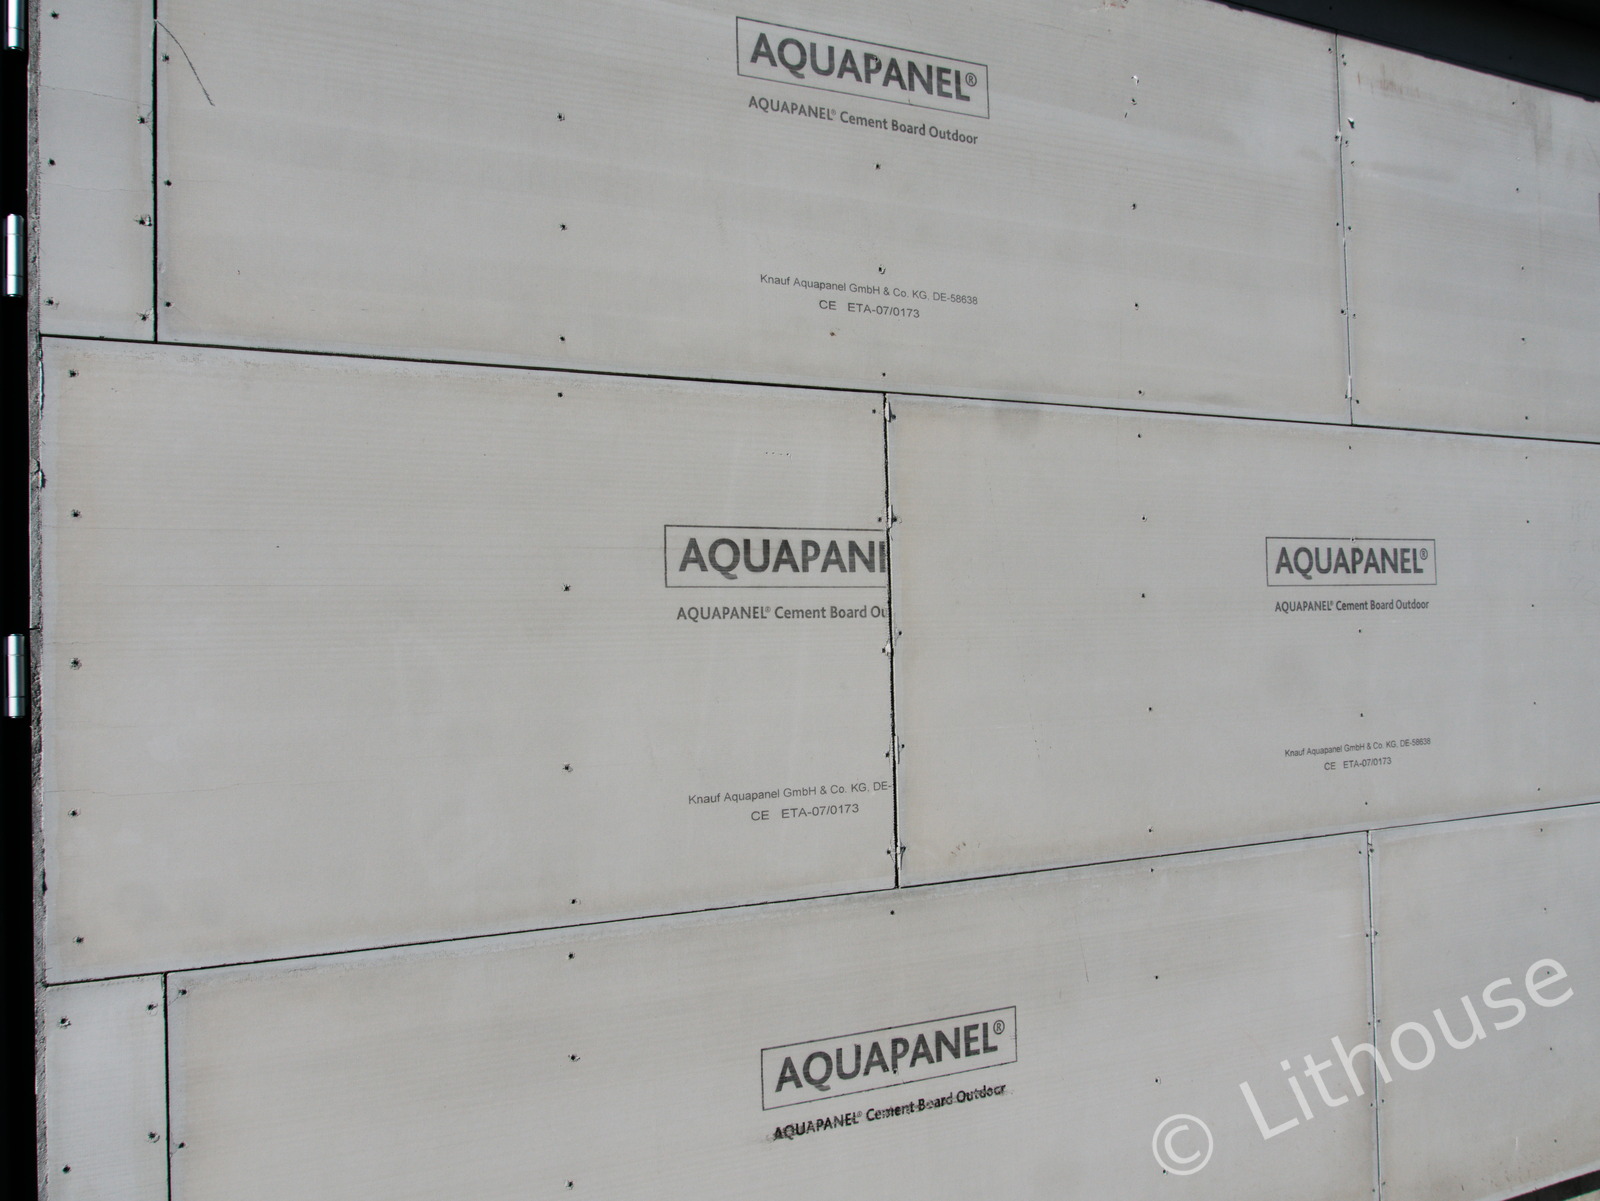 AQUAPANEL®
AQUAPANEL® Cement Board Outdoor
Knauf Aquapanel GmbH & Co. KG, DE-58638
CE ETA-07/0173
AQUAPAN
AQUAPANEL® Cement Board Ou
Knauf Aquapanel GmbH & Co. KG, DE-
CE ETA-07/0173
AQUAPANEL®
AQUAPANEL® Cement Board Outdoor
Knauf Aquapanel GmbH & Co. KG, DE-58638
CE ETA-07/0173
AQUAPANEL®
AQUAPANEL® Cement Board Outdoor
© Lithouse